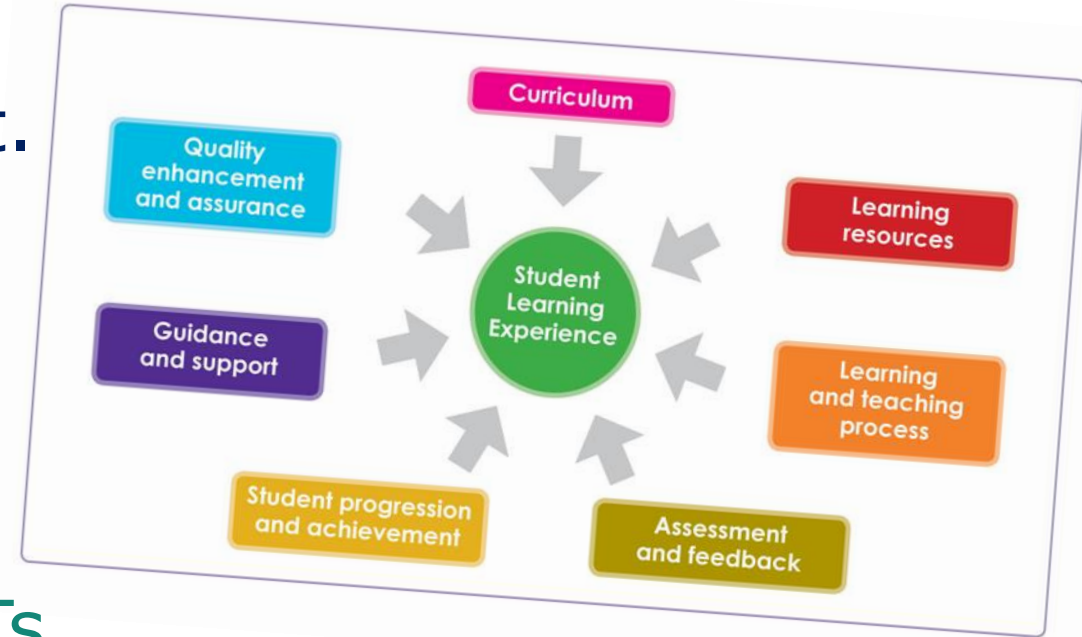 Curriculum
Quality
enhancement
and assurance
Learning
resources
Student
Learning
Experience
Guidance
and support
Learning
and teaching
process
Student progression
and achievement
Assessment
and feedback